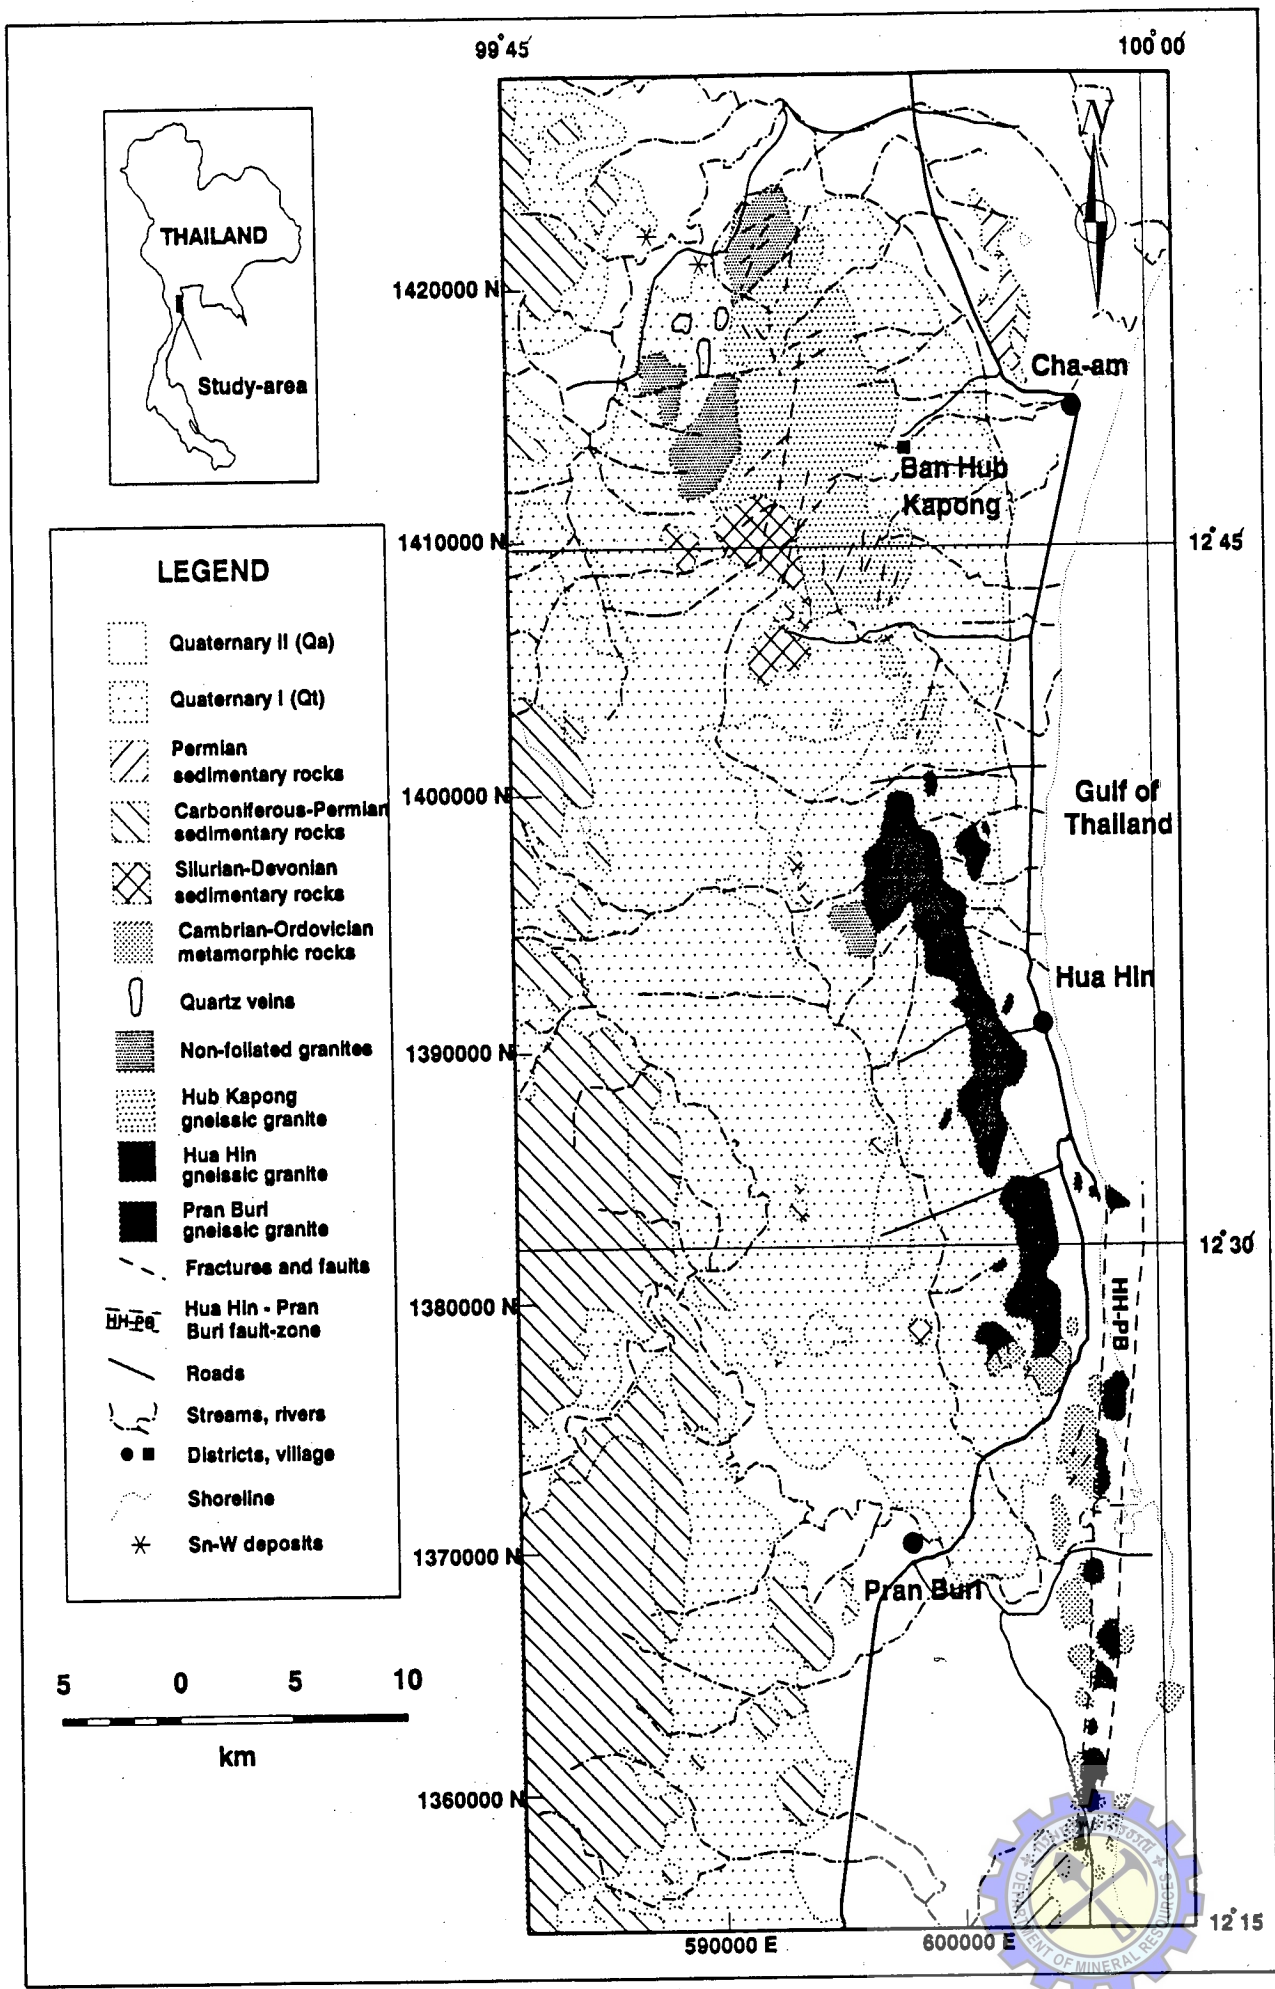 99°45'
100°00'
N
THAILAND
Study-area
1420000 N
Cha-am
Ban Hub
Kapong
1410000 N
12°45'
LEGEND
Quaternary II (Qa)
Quaternary I (Qt)
Permian
sedimentary rocks
Carboniferous-Permian
sedimentary rocks
Silurian-Devonian
sedimentary rocks
Cambrian-Ordovician
metamorphic rocks
Quartz veins
Non-foliated granites
Hub Kapong
gneissic granite
Hua Hin
gneissic granite
Pran Buri
gneissic granite
Fractures and faults
HH-PB
Hua Hin - Pran
Buri fault-zone
Roads
Streams, rivers
Districts, village
Shoreline
Sn-W deposits
1400000 N
Gulf of
Thailand
Hua Hin
1390000 N
12°30'
1380000 N
HH-PB
1370000 N
Pran Buri
5 0 5 10
km
1360000 N
590000 E
600000 E
12°15
DEPARTMENT OF MINERAL RESOURCES